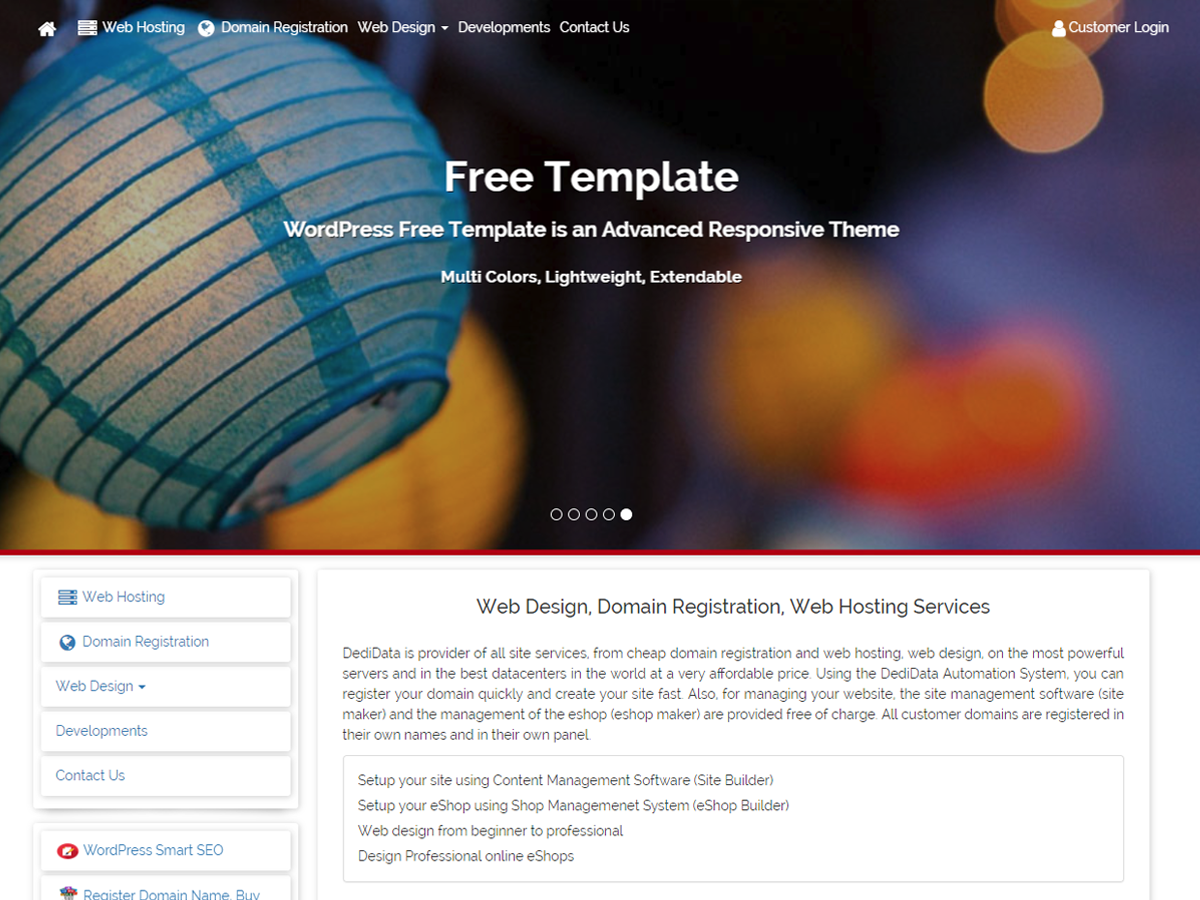 Web Hosting Domain Registration Web Design Developments Contact Us Customer Login
Free Template
WordPress Free Template is an Advanced Responsive Theme
Multi Colors, Lightweight, Extendable
Web Hosting
Domain Registration
Web Design
Developments
Contact Us
WordPress Smart SEO
Register Domain Name, Buy
Web Design, Domain Registration, Web Hosting Services
DediData is provider of all site services, from cheap domain registration and web hosting, web design, on the most powerful
servers and in the best datacenters in the world at a very affordable price. Using the DediData Automation System, you can
register your domain quickly and create your site fast. Also, for managing your website, the site management software (site
maker) and the management of the eshop (eshop maker) are provided free of charge. All customer domains are registered in
their own names and in their own panel.
Setup your site using Content Management Software (Site Builder)
Setup your eShop using Shop Managemenet System (eShop Builder)
Web design from beginner to professional
Design Professional online eShops